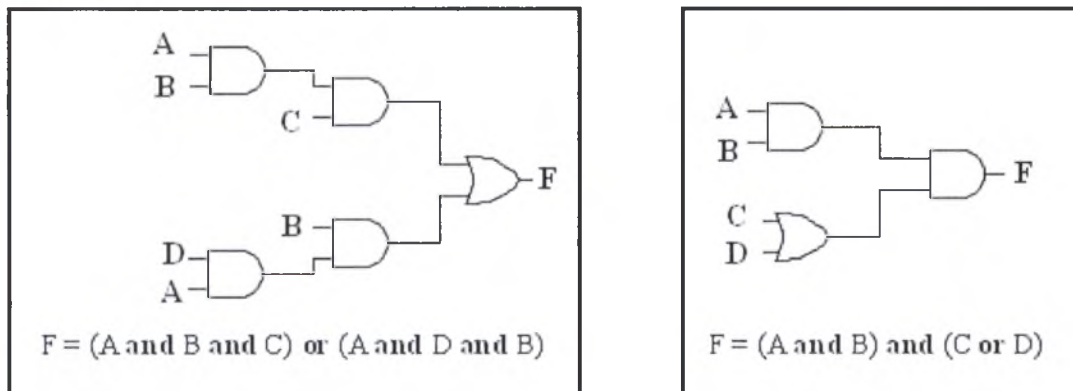 A
B
C
F
B
D
A
F = (A and B and C) or (A and D and B)
A
B
F
C
D
F = (A and B) and (C or D)